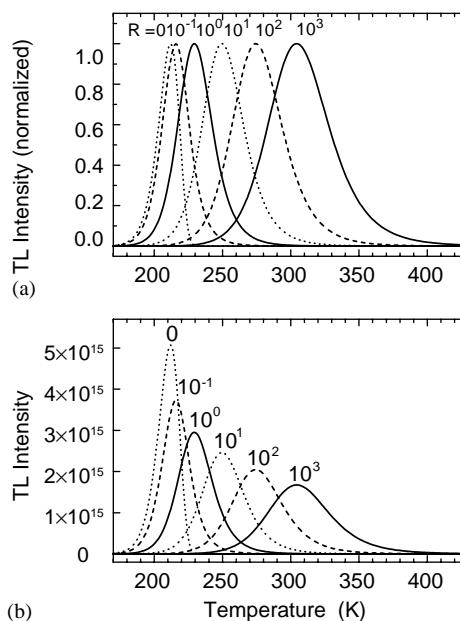 R = 0 10⁻¹ 10⁰ 10¹ 10² 10³
TL Intensity (normalized)
1.0
0.8
0.6
0.4
0.2
0.0
200 250 300 350 400
(a)
TL Intensity
5×10¹⁵
4×10¹⁵
3×10¹⁵
2×10¹⁵
1×10¹⁵
0
0
10⁻¹
10⁰
10¹
10²
10³
200 250 300 350 400
(b)
Temperature (K)